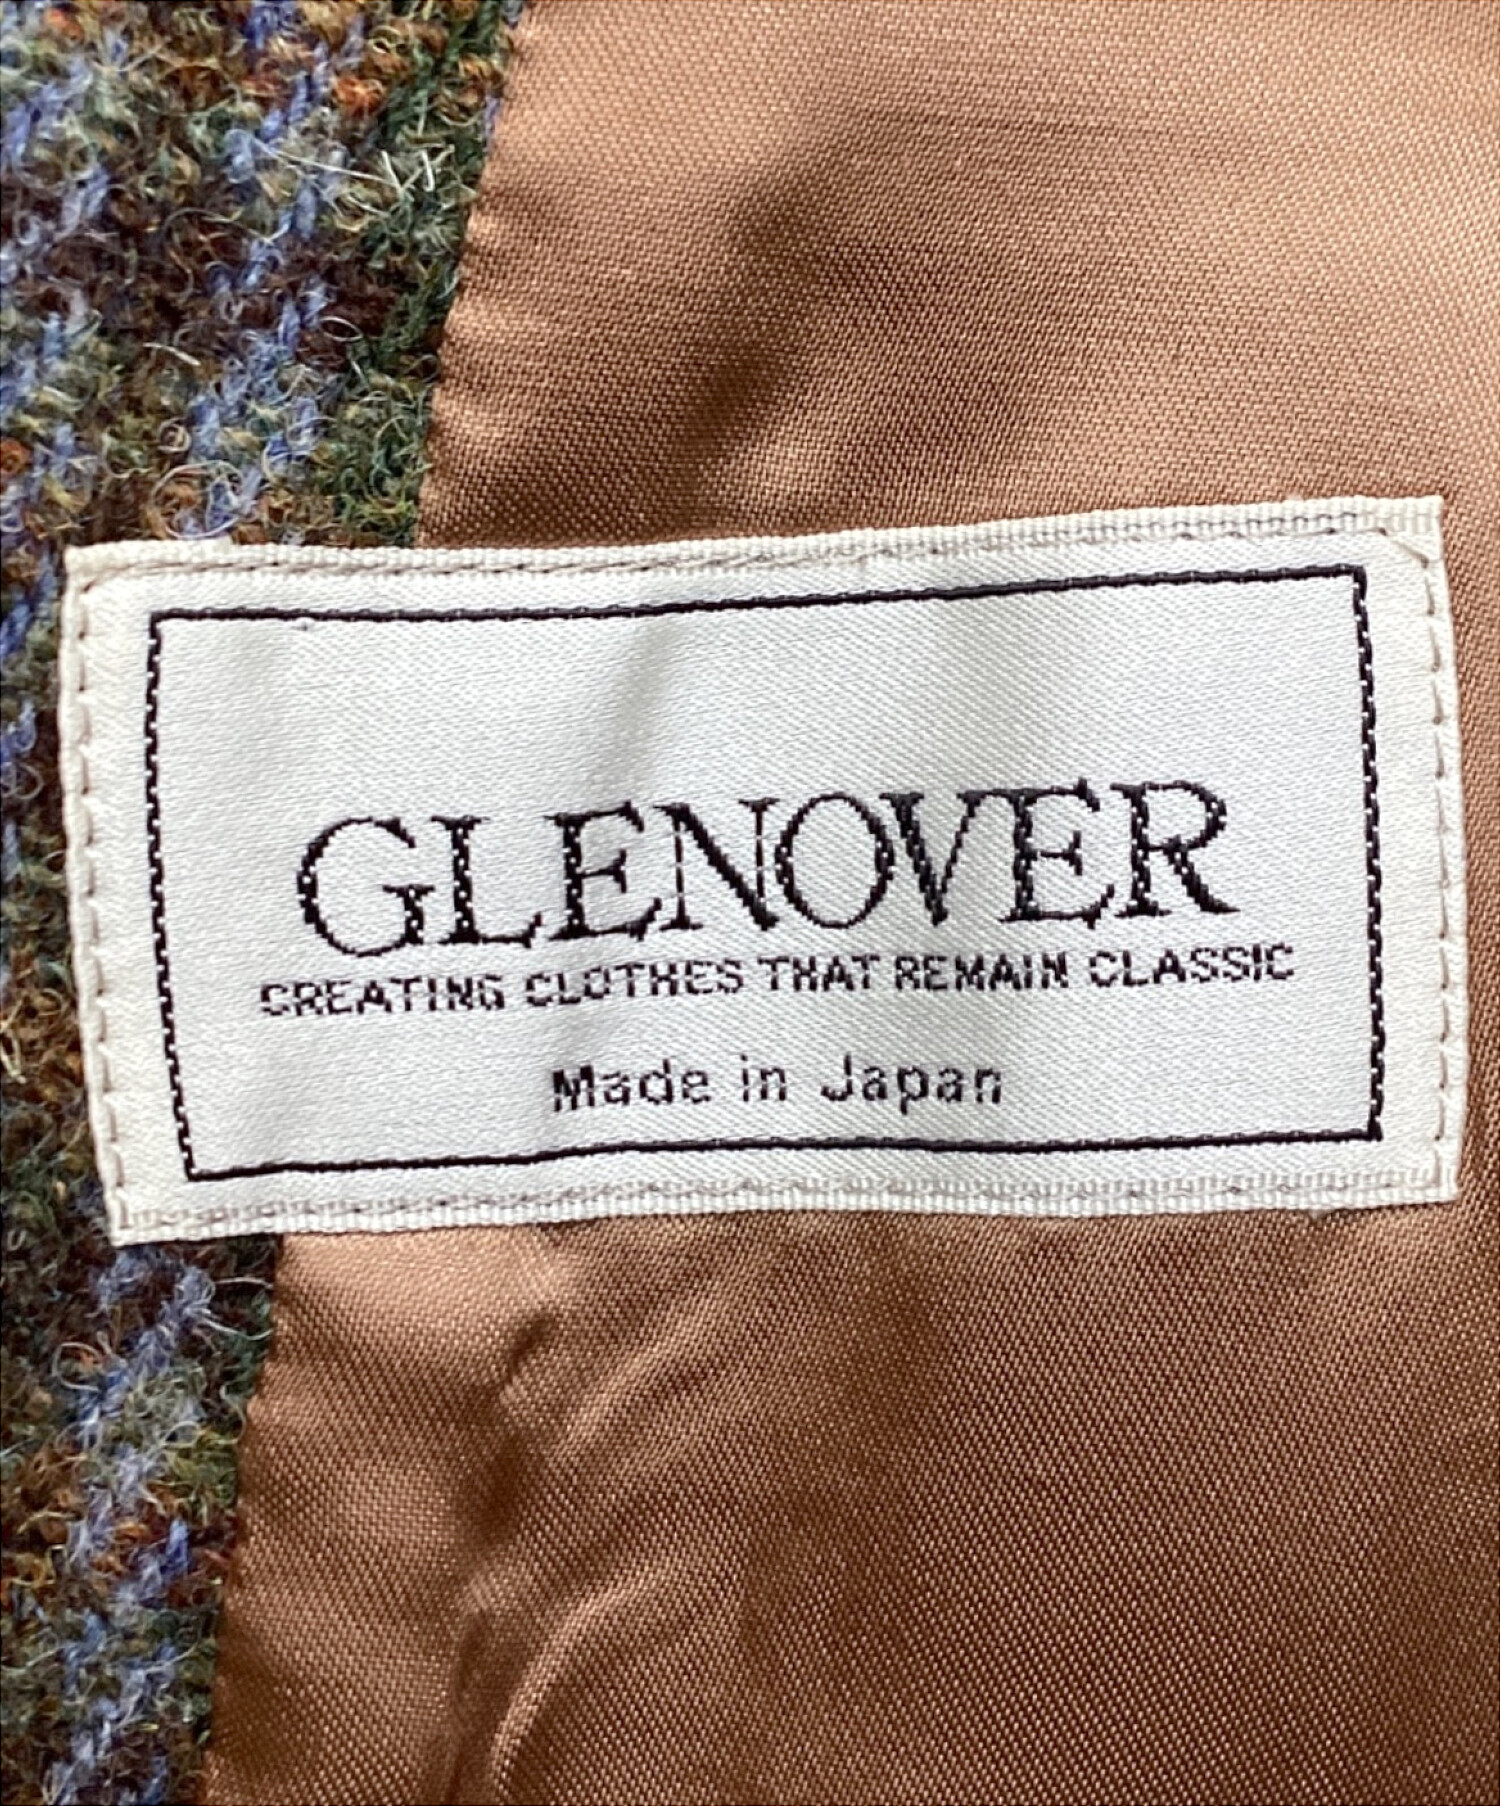 GLENOVER
CREATING CLOTHES THAT REMAIN CLASSIC
Made in Japan